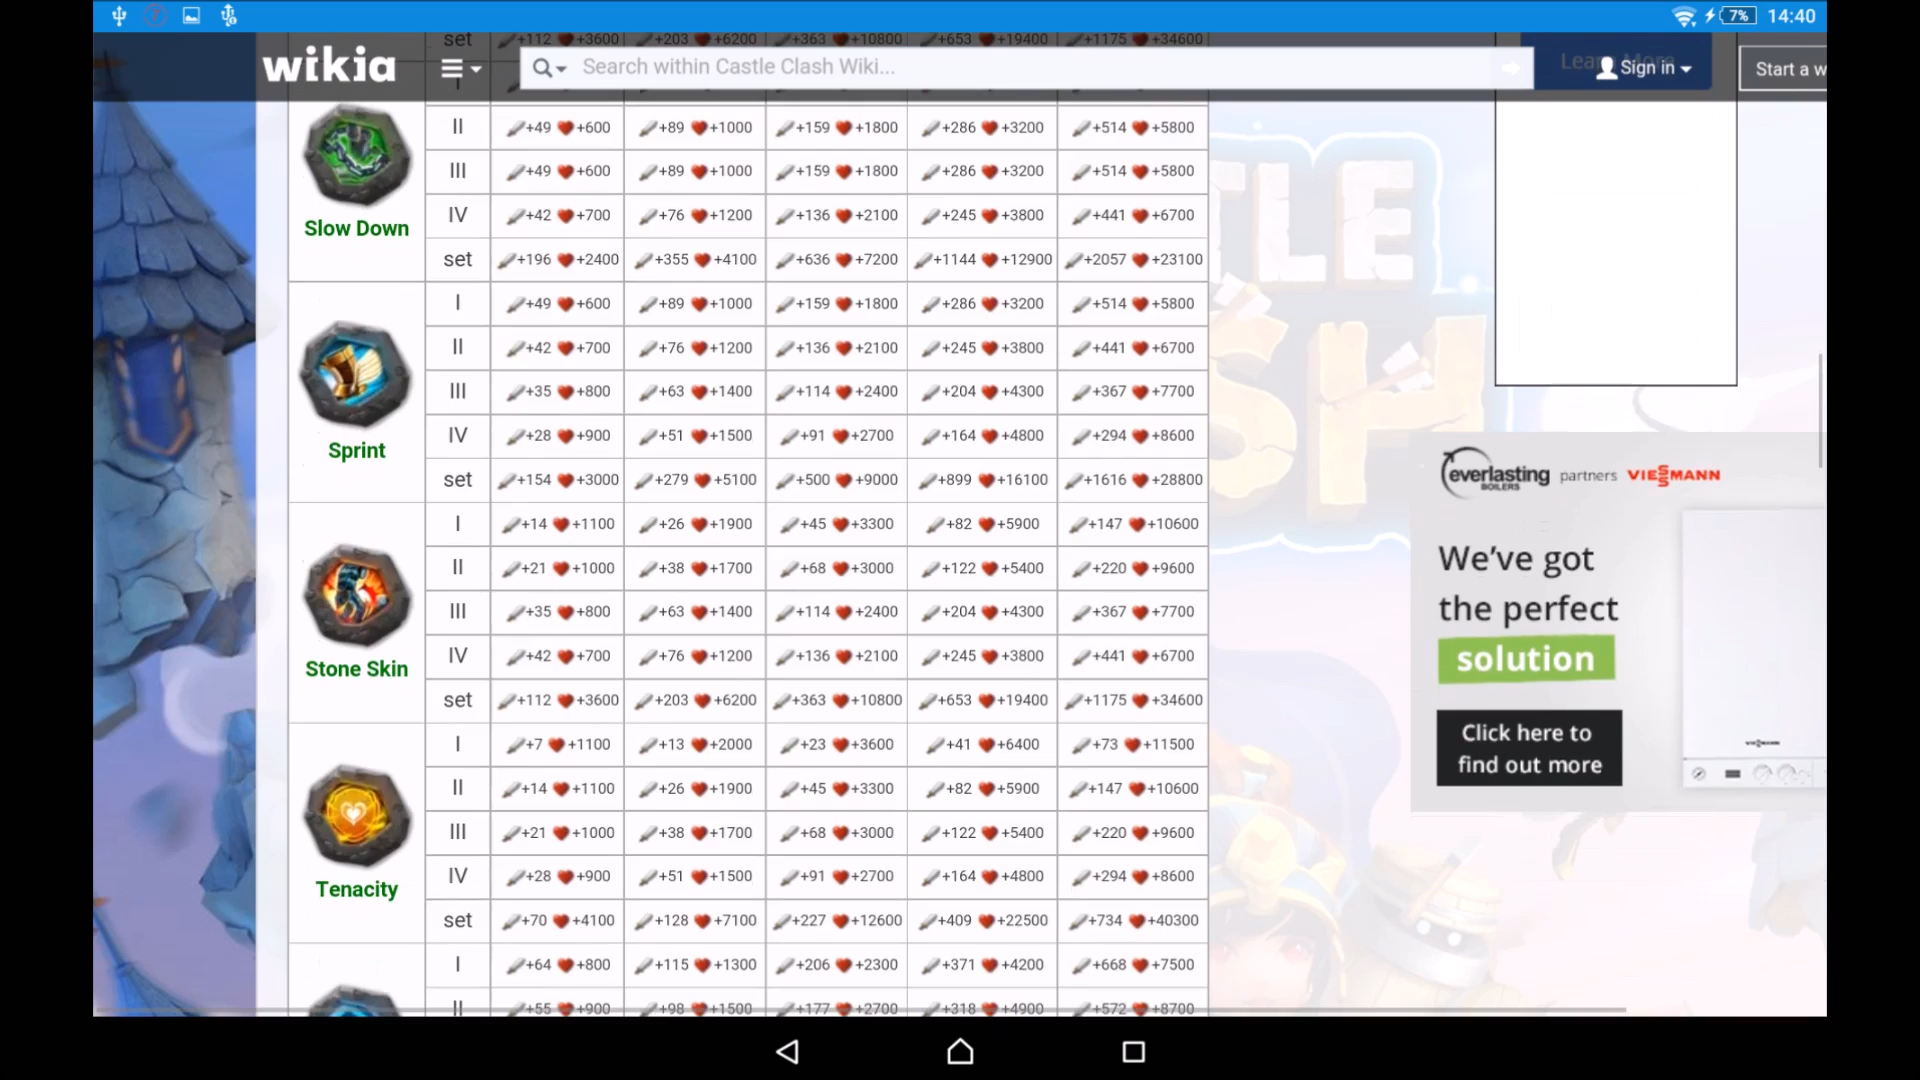 7% 14:40
set +112 +3600 +203 +6200 +363 +10800 +653 +19400 +1175 +34600
wikia Search within Castle Clash Wiki... Sign in Start a w
II +49 +600 +89 +1000 +159 +1800 +286 +3200 +514 +5800
III +49 +600 +89 +1000 +159 +1800 +286 +3200 +514 +5800
IV +42 +700 +76 +1200 +136 +2100 +245 +3800 +441 +6700
Slow Down
set +196 +2400 +355 +4100 +636 +7200 +1144 +12900 +2057 +23100
I +49 +600 +89 +1000 +159 +1800 +286 +3200 +514 +5800
II +42 +700 +76 +1200 +136 +2100 +245 +3800 +441 +6700
III +35 +800 +63 +1400 +114 +2400 +204 +4300 +367 +7700
IV +28 +900 +51 +1500 +91 +2700 +164 +4800 +294 +8600
Sprint
set +154 +3000 +279 +5100 +500 +9000 +899 +16100 +1616 +28800
I +14 +1100 +26 +1900 +45 +3300 +82 +5900 +147 +10600
II +21 +1000 +38 +1700 +68 +3000 +122 +5400 +220 +9600
III +35 +800 +63 +1400 +114 +2400 +204 +4300 +367 +7700
IV +42 +700 +76 +1200 +136 +2100 +245 +3800 +441 +6700
Stone Skin
set +112 +3600 +203 +6200 +363 +10800 +653 +19400 +1175 +34600
I +7 +1100 +13 +2000 +23 +3600 +41 +6400 +73 +11500
II +14 +1100 +26 +1900 +45 +3300 +82 +5900 +147 +10600
III +21 +1000 +38 +1700 +68 +3000 +122 +5400 +220 +9600
IV +28 +900 +51 +1500 +91 +2700 +164 +4800 +294 +8600
Tenacity
set +70 +4100 +128 +7100 +227 +12600 +409 +22500 +734 +40300
I +64 +800 +115 +1300 +206 +2300 +371 +4200 +668 +7500
II +55 +900 +98 +1500 +177 +2700 +318 +4900 +572 +8700
everlasting BOILERS partners VIESSMANN
We've got
the perfect
solution
Click here to
find out more